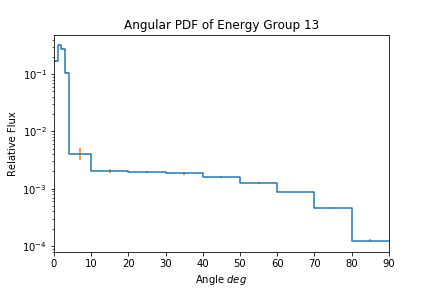 Angular PDF of Energy Group 13
Relative Flux
10⁻¹
10⁻²
10⁻³
10⁻⁴
0 10 20 30 40 50 60 70 80 90
Angle deg